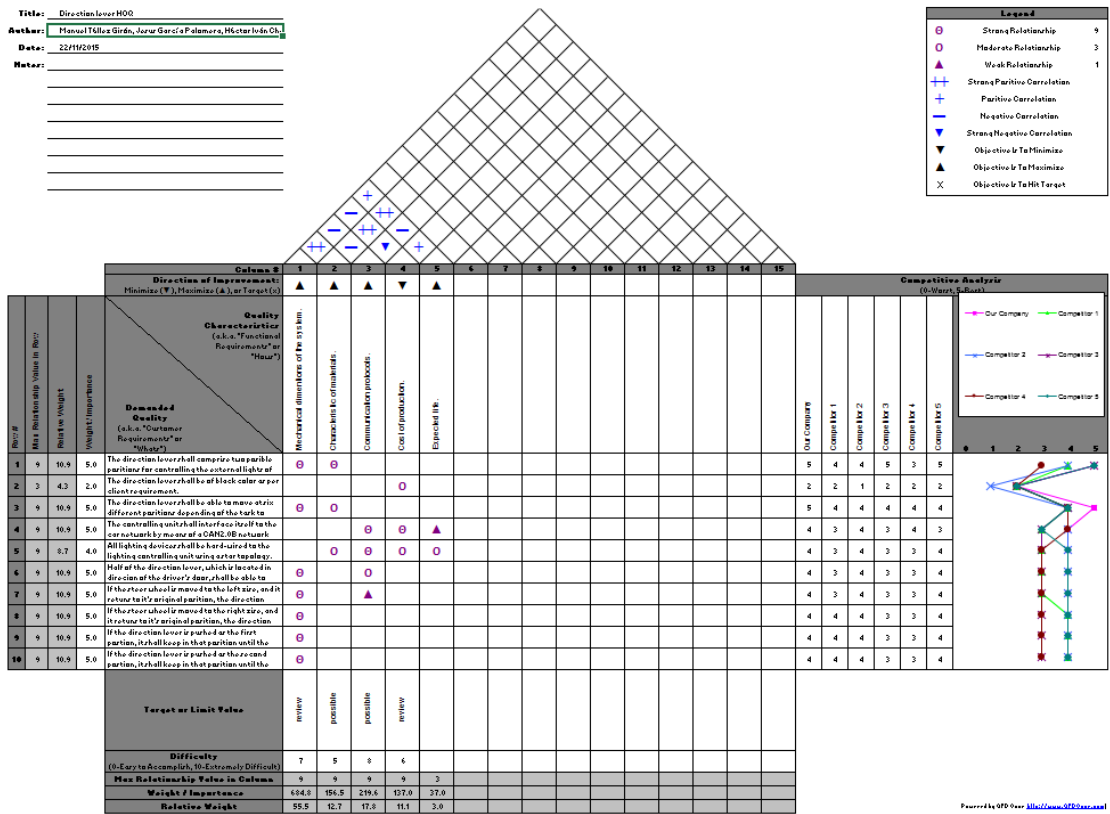 Title: Direction lever HOQ
Author: Manuel Téllez Girón, Jesus García Palomera, Héctor Iván Ch
Date: 22/11/2015
Notes:
Legend
Θ Strong Relationship 9
Ο Moderate Relationship 3
▲ Weak Relationship 1
++ Strong Positive Correlation
+ Positive Correlation
− Negative Correlation
▼ Strong Negative Correlation
▼ Objective Is To Minimize
▲ Objective Is To Maximize
X Objective Is To Hit Target
+
− ++
− ++ −
++ − ▼ +
Column # 1 2 3 4 5 6 7 8 9 10 11 12 13 14 15
Direction of Improvement:
Minimize (▼), Maximize (▲), or Target (x)
▲ ▲ ▲ ▼ ▲
Competitive Analysis
(0=Worst, 5=Best)
Row #
Max Relationship Value in Row
Relative Weight
Weight / Importance
Quality
Characteristics
(a.k.a. "Functional
Requirements" or
"Hows")
Demanded
Quality
(a.k.a. "Customer
Requirements" or
"Whats")
Mechanical dimentions of the system.
Characteristic of materials.
Communication protocols.
Cost of production.
Expected life.
Our Company
Competitor 1
Competitor 2
Competitor 3
Competitor 4
Competitor 5
Our Company Competitor 1
Competitor 2 Competitor 3
Competitor 4 Competitor 5
0 1 2 3 4 5
1 9 10.9 5.0 The direction lever shall comprise two posible
positions for controlling the external lights of
Θ Θ 5 4 4 5 3 5
2 3 4.3 2.0 The direction lever shall be of black color or per
client requirement.
Ο 2 2 1 2 2 2
3 9 10.9 5.0 The direction lever shall be able to move at six
different positions depending of the task to
Θ Ο 5 4 4 4 4 4
4 9 10.9 5.0 The controlling unit shall interface itself to the
car network by means of a CAN2.0B network
Θ Θ ▲ 4 3 4 3 4 3
5 9 8.7 4.0 All lighting devices shall be hard-wired to the
lighting controlling unit using a star topology.
Ο Θ Ο Ο 4 3 4 3 3 4
6 9 10.9 5.0 Half of the direction lever, which is located in
direcion of the driver's door, shall be able to
Θ Ο 4 3 4 3 3 4
7 9 10.9 5.0 If the steer wheel is moved to the left size, and it
retuns to it's original position, the direction
Θ ▲ 4 3 4 3 3 4
8 9 10.9 5.0 If the steer wheel is moved to the right size, and
it retuns to it's original position, the direction
Θ 4 4 4 3 3 4
9 9 10.9 5.0 If the direction lever is pushed at the first
postion, it shall keep in that position until the
Θ 4 4 4 3 3 4
10 9 10.9 5.0 If the direction lever is pushed at the second
postion, it shall keep in that position until the
Θ 4 4 4 3 3 4
Target or Limit Value
review
possible
possible
review
Difficulty
(0=Easy to Accomplish, 10=Extremely Difficult)
7 5 8 6
Max Relationship Value in Column 9 9 9 9 3
Weight / Importance 684.8 156.5 219.6 137.0 37.0
Relative Weight 55.5 12.7 17.8 11.1 3.0
Powered by QFD Online (http://www.QFDOnline.com)